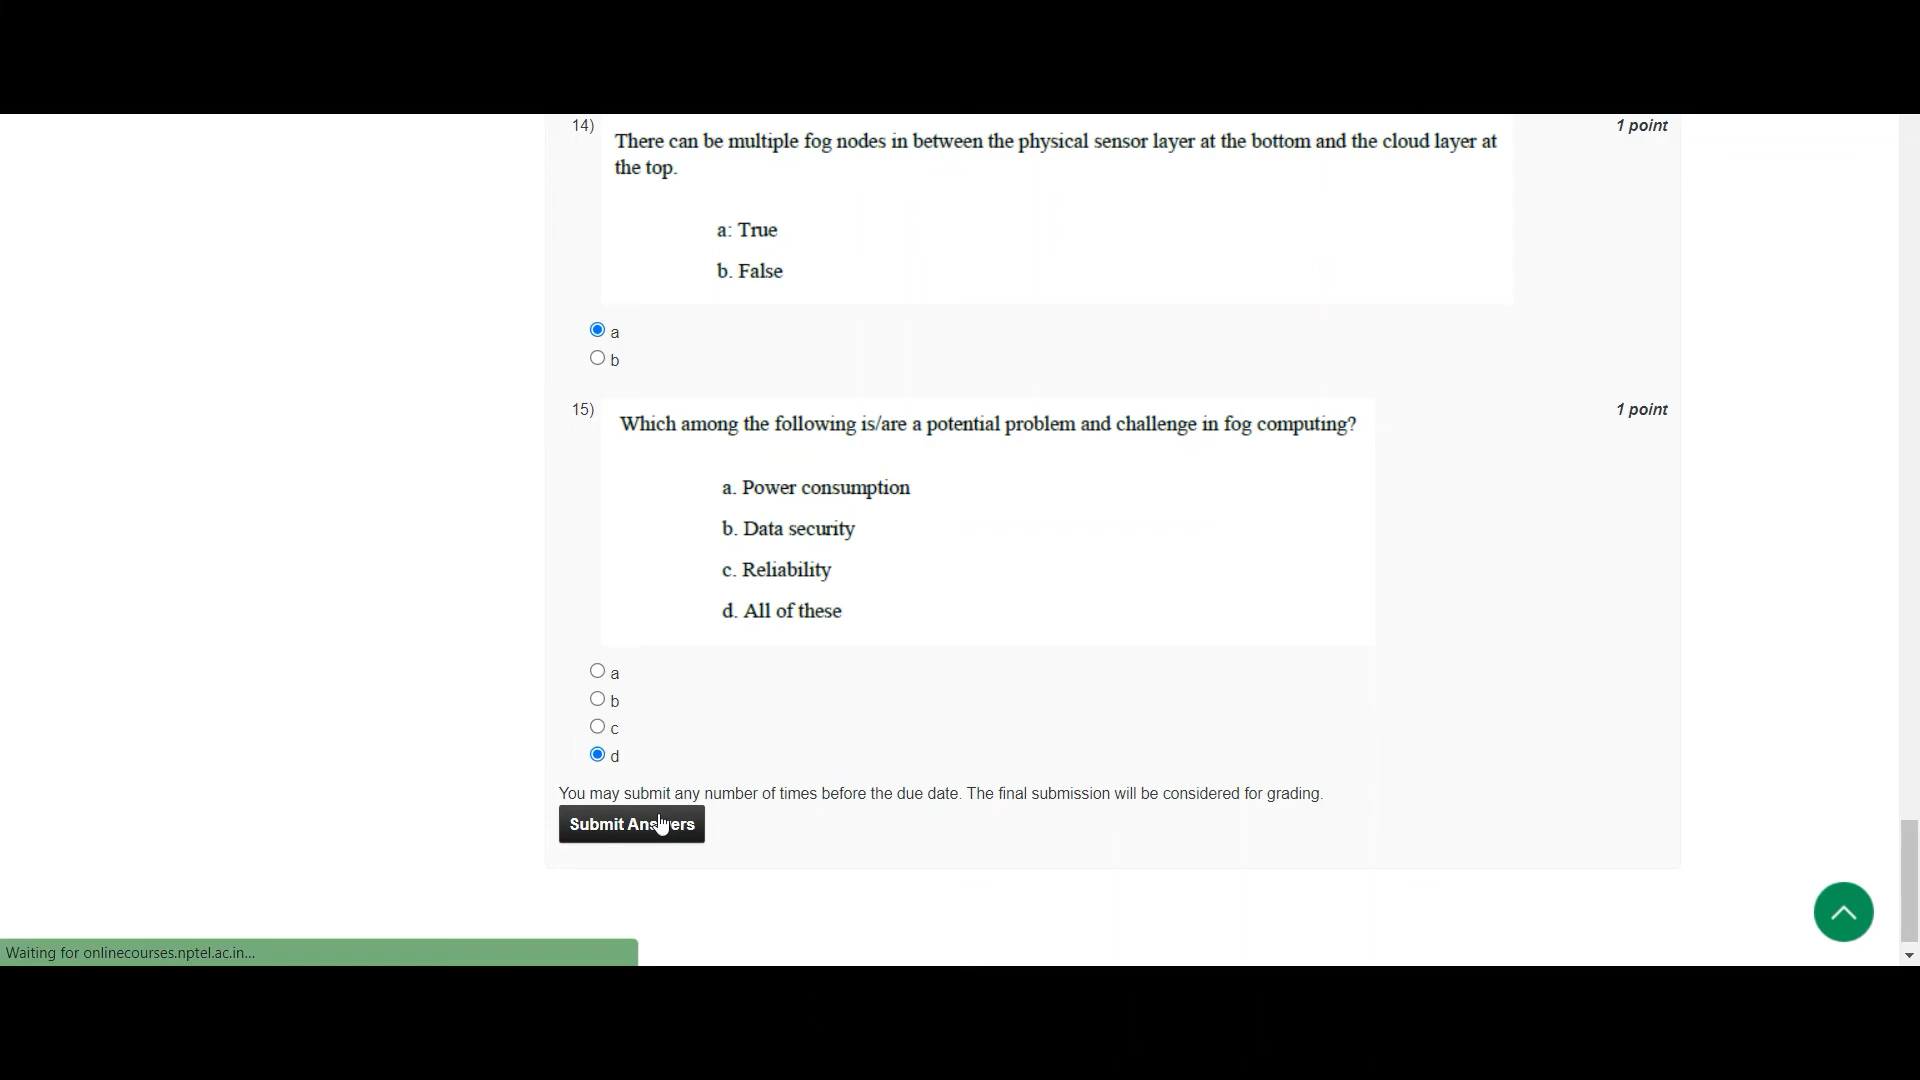 14)
1 point
There can be multiple fog nodes in between the physical sensor layer at the bottom and the cloud layer at
the top.
a: True
b. False
a
b
15)
1 point
Which among the following is/are a potential problem and challenge in fog computing?
a. Power consumption
b. Data security
c. Reliability
d. All of these
a
b
c
d
You may submit any number of times before the due date. The final submission will be considered for grading.
Submit Answers
Waiting for onlinecourses.nptel.ac.in...